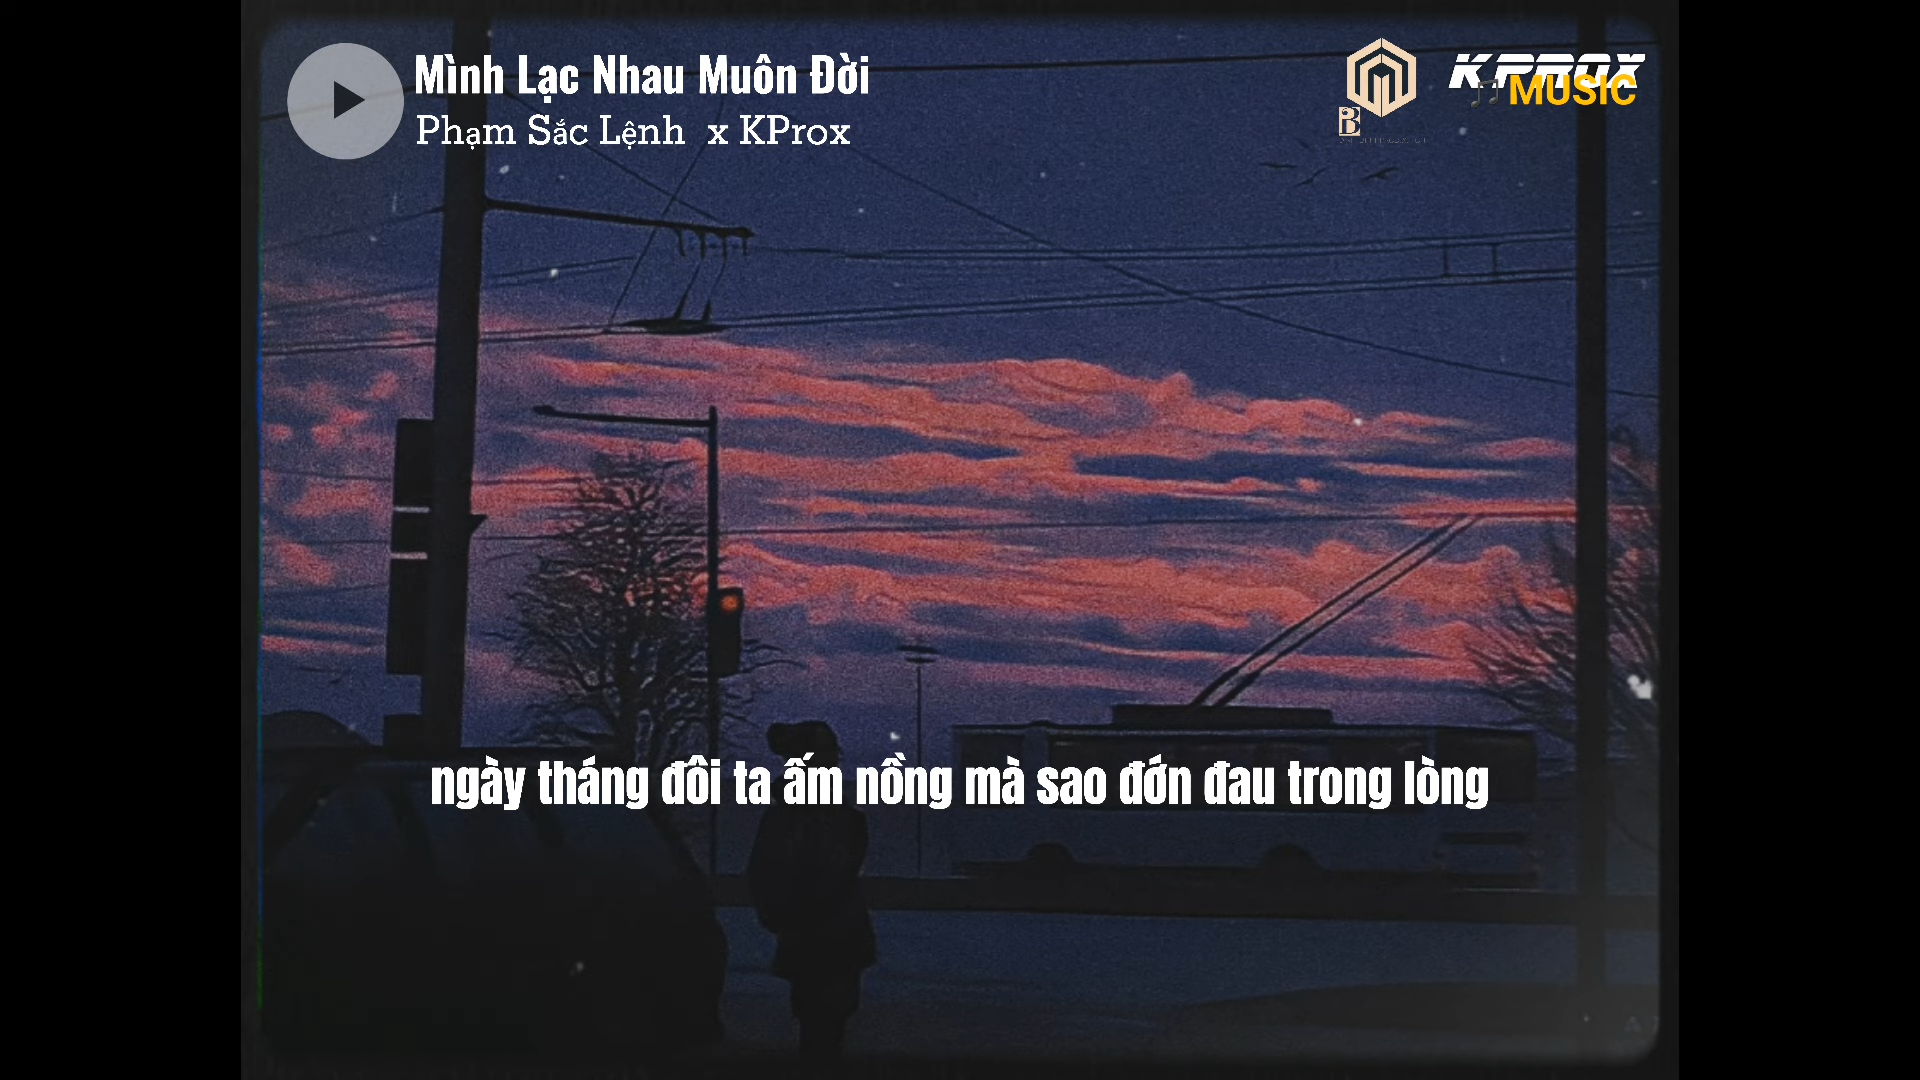 Mình Lạc Nhau Muôn Đời
Phạm Sắc Lệnh x KProx
KPROX
MUSIC
ngày tháng đôi ta ấm nồng mà sao đớn đau trong lòng